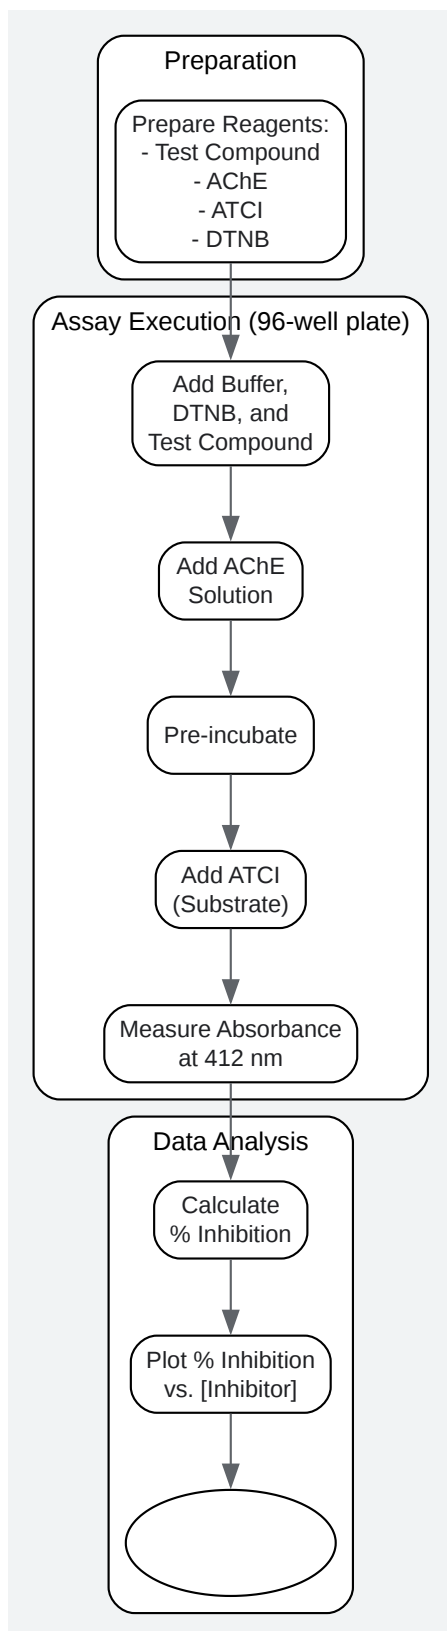 Preparation
Prepare Reagents:
- Test Compound
- AChE
- ATCI
- DTNB
Assay Execution (96-well plate)
Add Buffer,
DTNB, and
Test Compound
Add AChE
Solution
Pre-incubate
Add ATCI
(Substrate)
Measure Absorbance
at 412 nm
Data Analysis
Calculate
% Inhibition
Plot % Inhibition
vs. [Inhibitor]